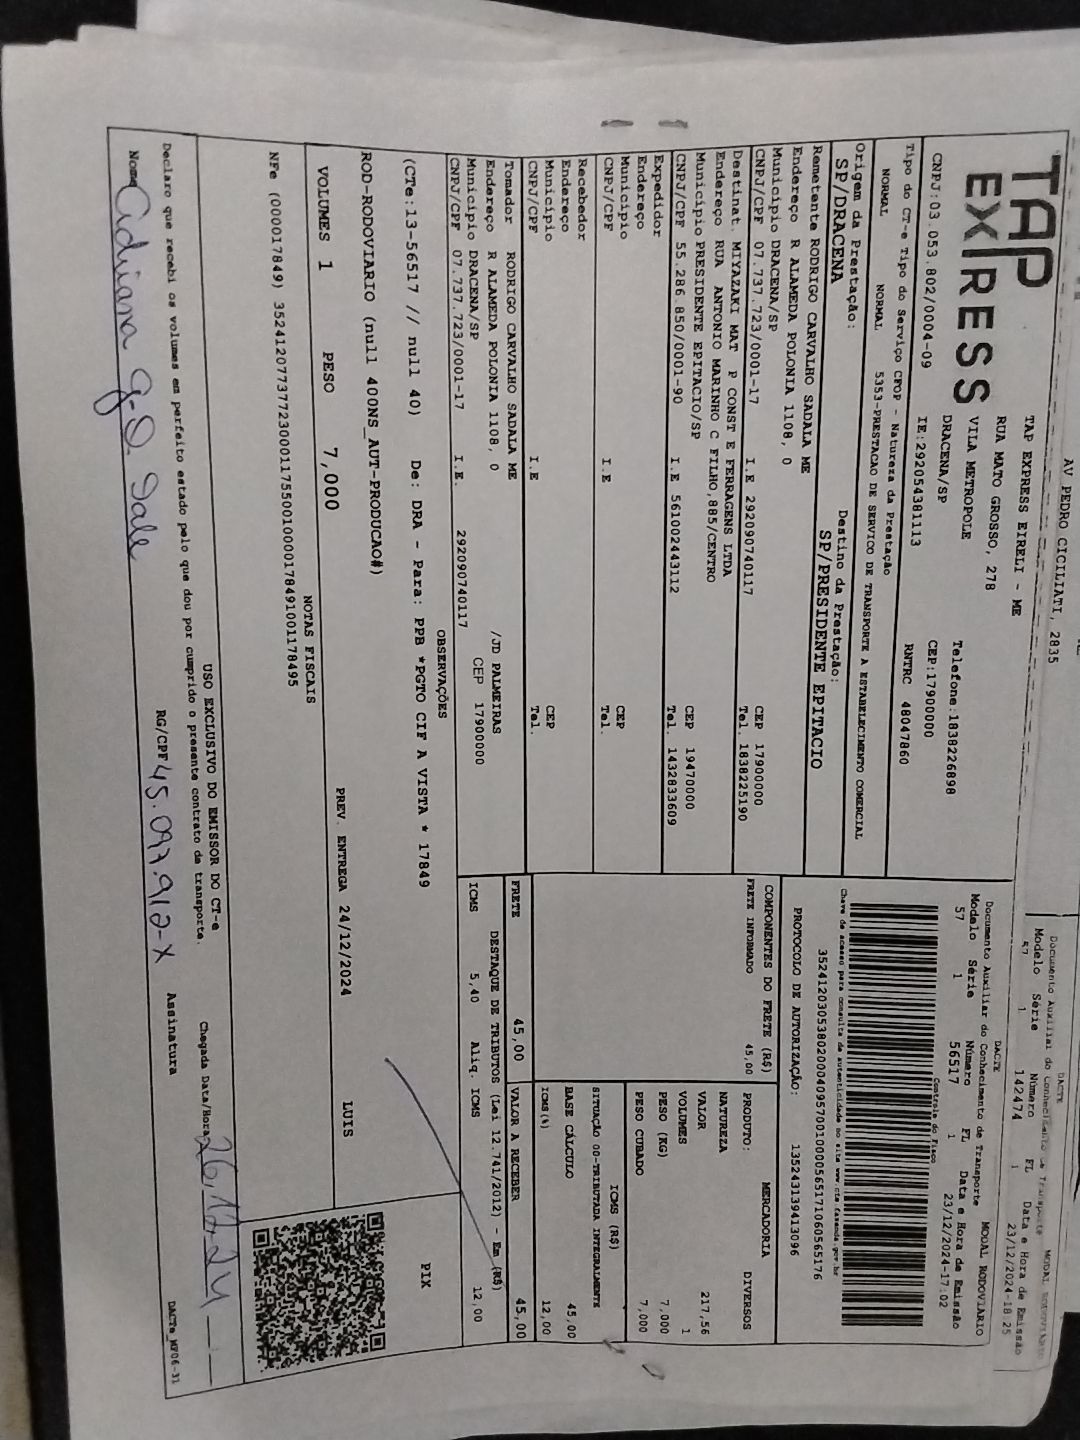 AV PEDRO CICILIATI, 2835
DACTE
Documento Auxiliar do Conhecimento de Transporte MODAL RODOVIARIO
Modelo Série Número FL Data e Hora de Emissão
57 1 142474 1 23/12/2024-18:25
TAP EXPRESS
TAP EXPRESS EIRELI - ME
RUA MATO GROSSO, 278
VILA METROPOLE Telefone:1838226898
DRACENA/SP CEP:17900000
CNPJ:03.053.802/0004-09 IE:292054381113
RNTRC 48047860
DACTE
Documento Auxiliar do Conhecimento de Transporte MODAL RODOVIÁRIO
Modelo Série Número FL Data e Hora de Emissão
57 1 56517 1 23/12/2024-17:02
Controle do Fisco
Chave de acesso para consulta de autenticidade no site www.cte.fazenda.gov.br
35241203053802000409570010000565171060565176
PROTOCOLO DE AUTORIZAÇÃO: 135243139413096
Tipo do CT-e Tipo do Serviço CFOP - Natureza da Prestação
NORMAL NORMAL 5353-PRESTACAO DE SERVICO DE TRANSPORTE A ESTABELECIMENTO COMERCIAL
Origem da Prestação: Destino da Prestação:
SP/DRACENA SP/PRESIDENTE EPITACIO
Remetente RODRIGO CARVALHO SADALA ME
Endereço R ALAMEDA POLONIA 1108, 0
Município DRACENA/SP CEP 17900000
CNPJ/CPF 07.737.723/0001-17 I.E 292090740117 Tel. 1838225190
Destinat. MIYAZAKI MAT P CONST E FERRAGENS LTDA
Endereço RUA ANTONIO MARINHO C FILHO,885/CENTRO
Município PRESIDENTE EPITACIO/SP CEP 19470000
CNPJ/CPF 55.286.850/0001-90 I.E 561002443112 Tel. 1432833609
Expedidor
Endereço
Município CEP
CNPJ/CPF I.E Tel.
Recebedor
Endereço
Município CEP
CNPJ/CPF I.E Tel.
Tomador RODRIGO CARVALHO SADALA ME
Endereço R ALAMEDA POLONIA 1108, 0 /JD PALMEIRAS
Município DRACENA/SP CEP 17900000
CNPJ/CPF 07.737.723/0001-17 I.E. 292090740117
COMPONENTES DO FRETE (R$)
FRETE INFORMADO 45,00
FRETE 45,00
PRODUTO: MERCADORIA DIVERSOS
NATUREZA
VALOR 217,56
VOLUMES 1
PESO (KG) 7,000
PESO CUBADO 7,000
ICMS (R$)
SITUAÇÃO 00-TRIBUTADA INTEGRALMENTE
BASE CÁLCULO 45,00
ICMS(%) 12,00
VALOR A RECEBER 45,00
DESTAQUE DE TRIBUTOS (Lei 12.741/2012) - Em (R$)
ICMS 5,40 Aliq. ICMS 12,00
OBSERVAÇÕES
(CTe:13-56517 // null 40) De: DRA - Para: PPB *PGTO CIF A VISTA * 17849
ROD-RODOVIARIO (null 400NS_AUT-PRODUCAO#)
PIX
VOLUMES 1 PESO 7,000 PREV. ENTREGA 24/12/2024 LUIS
NOTAS FISCAIS
NFe (000017849) 35241207737723000117550010000178491001178495
USO EXCLUSIVO DO EMISSOR DO CT-e
Declaro que recebi os volumes em perfeito estado pelo que dou por cumprido o presente contrato de transporte. Chegada Data/Hora 26,12,24
Nome RG/CPF 45.097.912-X Assinatura
DACTe_MF06-31